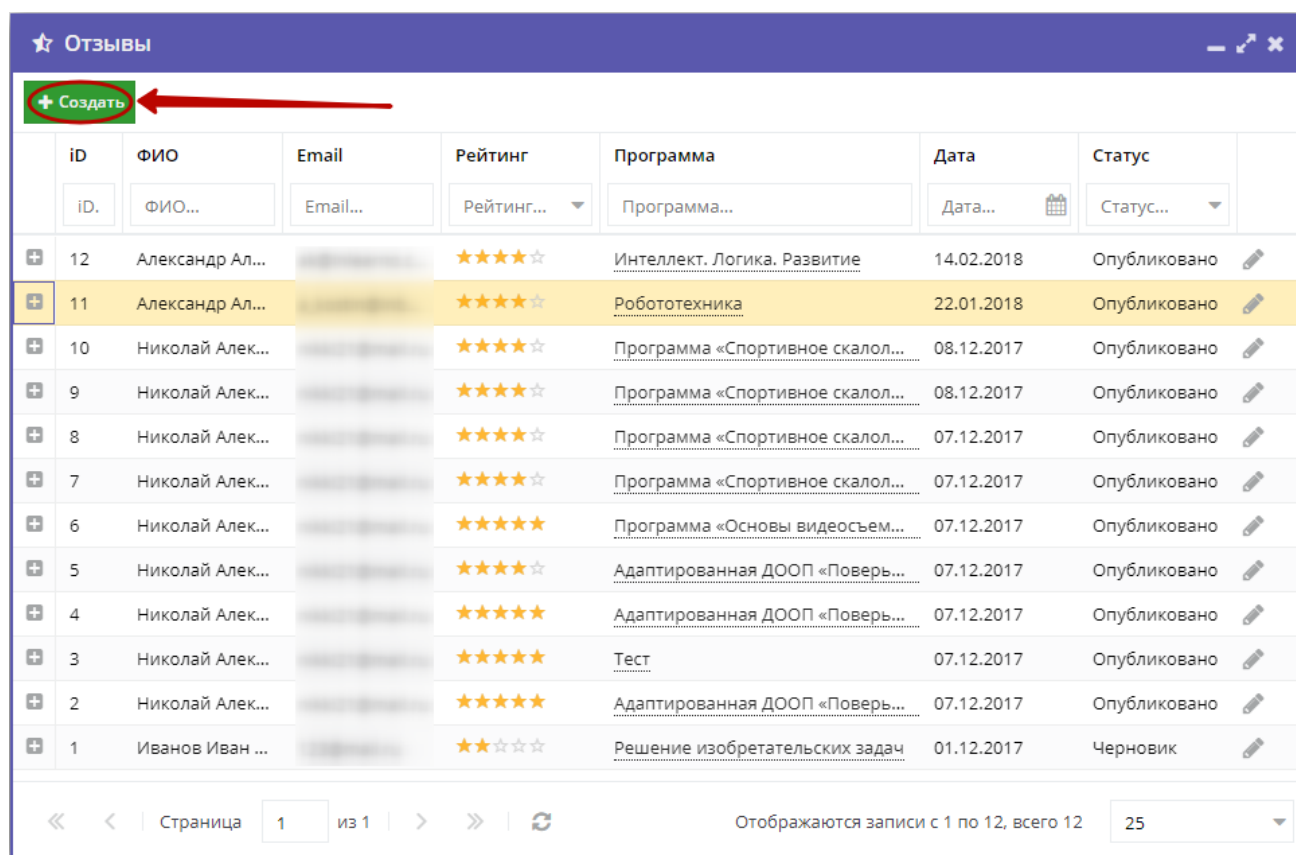 Отзывы
Создать
iD ФИО Email Рейтинг Программа Дата Статус
iD. ФИО... Email... Рейтинг... Программа... Дата... Статус...
12 Александр Ал... Интеллект. Логика. Развитие 14.02.2018 Опубликовано
11 Александр Ал... Робототехника 22.01.2018 Опубликовано
10 Николай Алек... Программа «Спортивное скалол... 08.12.2017 Опубликовано
9 Николай Алек... Программа «Спортивное скалол... 08.12.2017 Опубликовано
8 Николай Алек... Программа «Спортивное скалол... 07.12.2017 Опубликовано
7 Николай Алек... Программа «Спортивное скалол... 07.12.2017 Опубликовано
6 Николай Алек... Программа «Основы видеосъем... 07.12.2017 Опубликовано
5 Николай Алек... Адаптированная ДООП «Поверь... 07.12.2017 Опубликовано
4 Николай Алек... Адаптированная ДООП «Поверь... 07.12.2017 Опубликовано
3 Николай Алек... Тест 07.12.2017 Опубликовано
2 Николай Алек... Адаптированная ДООП «Поверь... 07.12.2017 Опубликовано
1 Иванов Иван ... Решение изобретательских задач 01.12.2017 Черновик
Страница 1 из 1 Отображаются записи с 1 по 12, всего 12 25